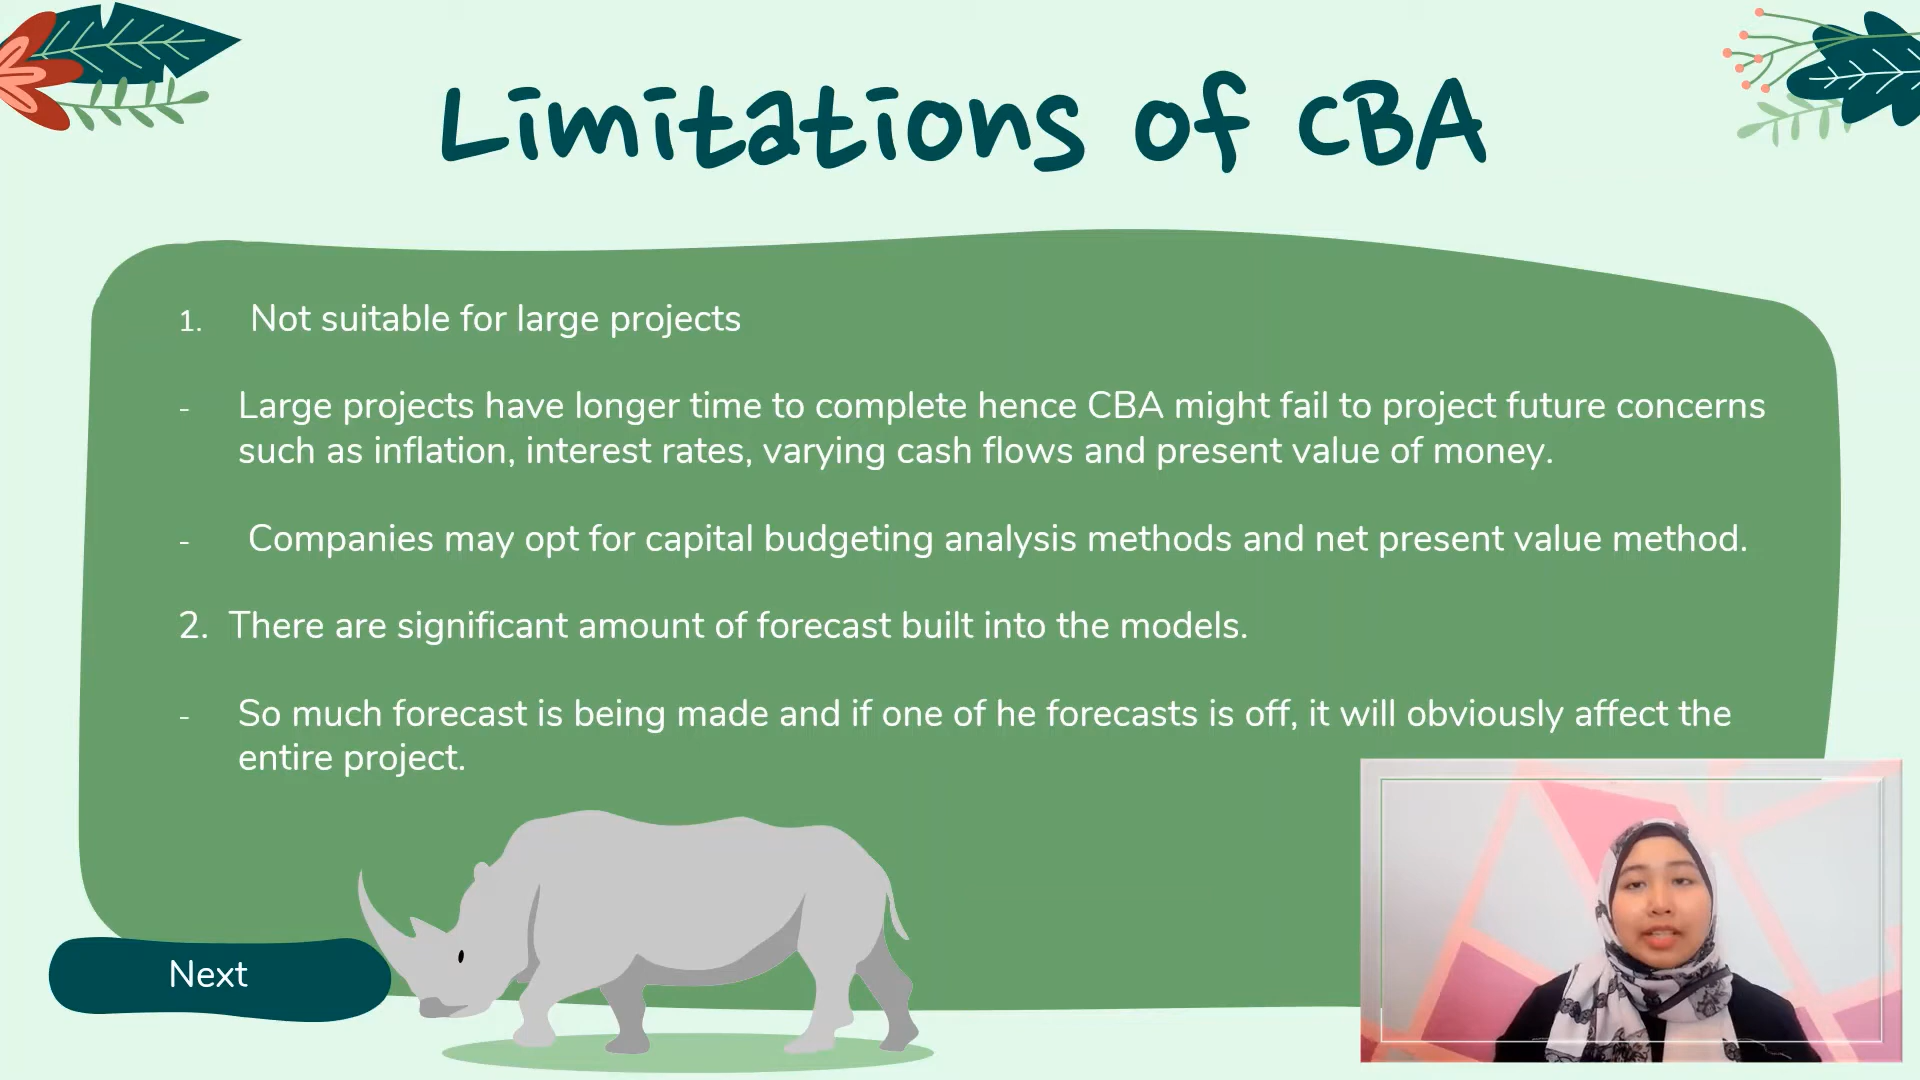 Limitations of CBA
1. Not suitable for large projects
- Large projects have longer time to complete hence CBA might fail to project future concerns
such as inflation, interest rates, varying cash flows and present value of money.
- Companies may opt for capital budgeting analysis methods and net present value method.
2. There are significant amount of forecast built into the models.
- So much forecast is being made and if one of he forecasts is off, it will obviously affect the
entire project.
Next